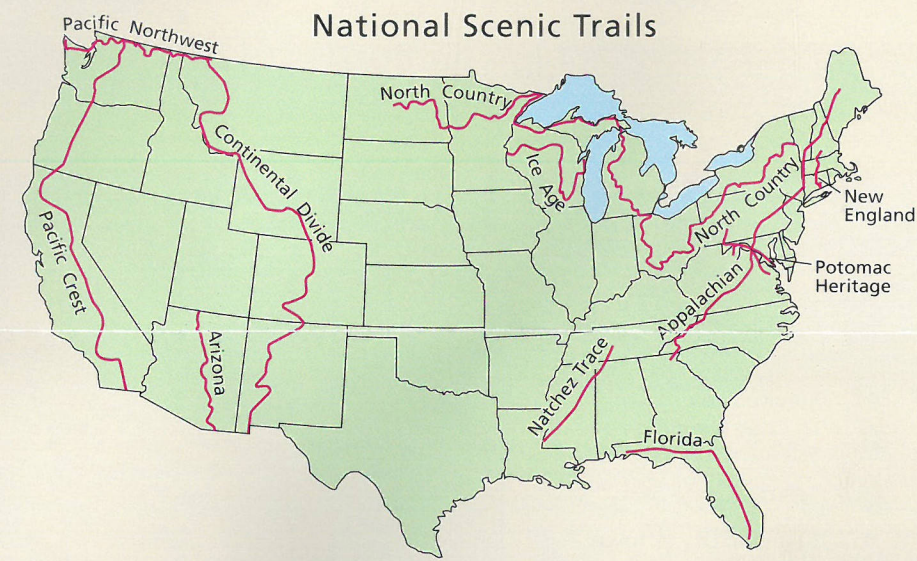 National Scenic Trails
Pacific Northwest
North Country
Continental Divide
Ice Age
North Country
New
England
Pacific Crest
Potomac
Heritage
Appalachian
Arizona
Natchez Trace
Florida